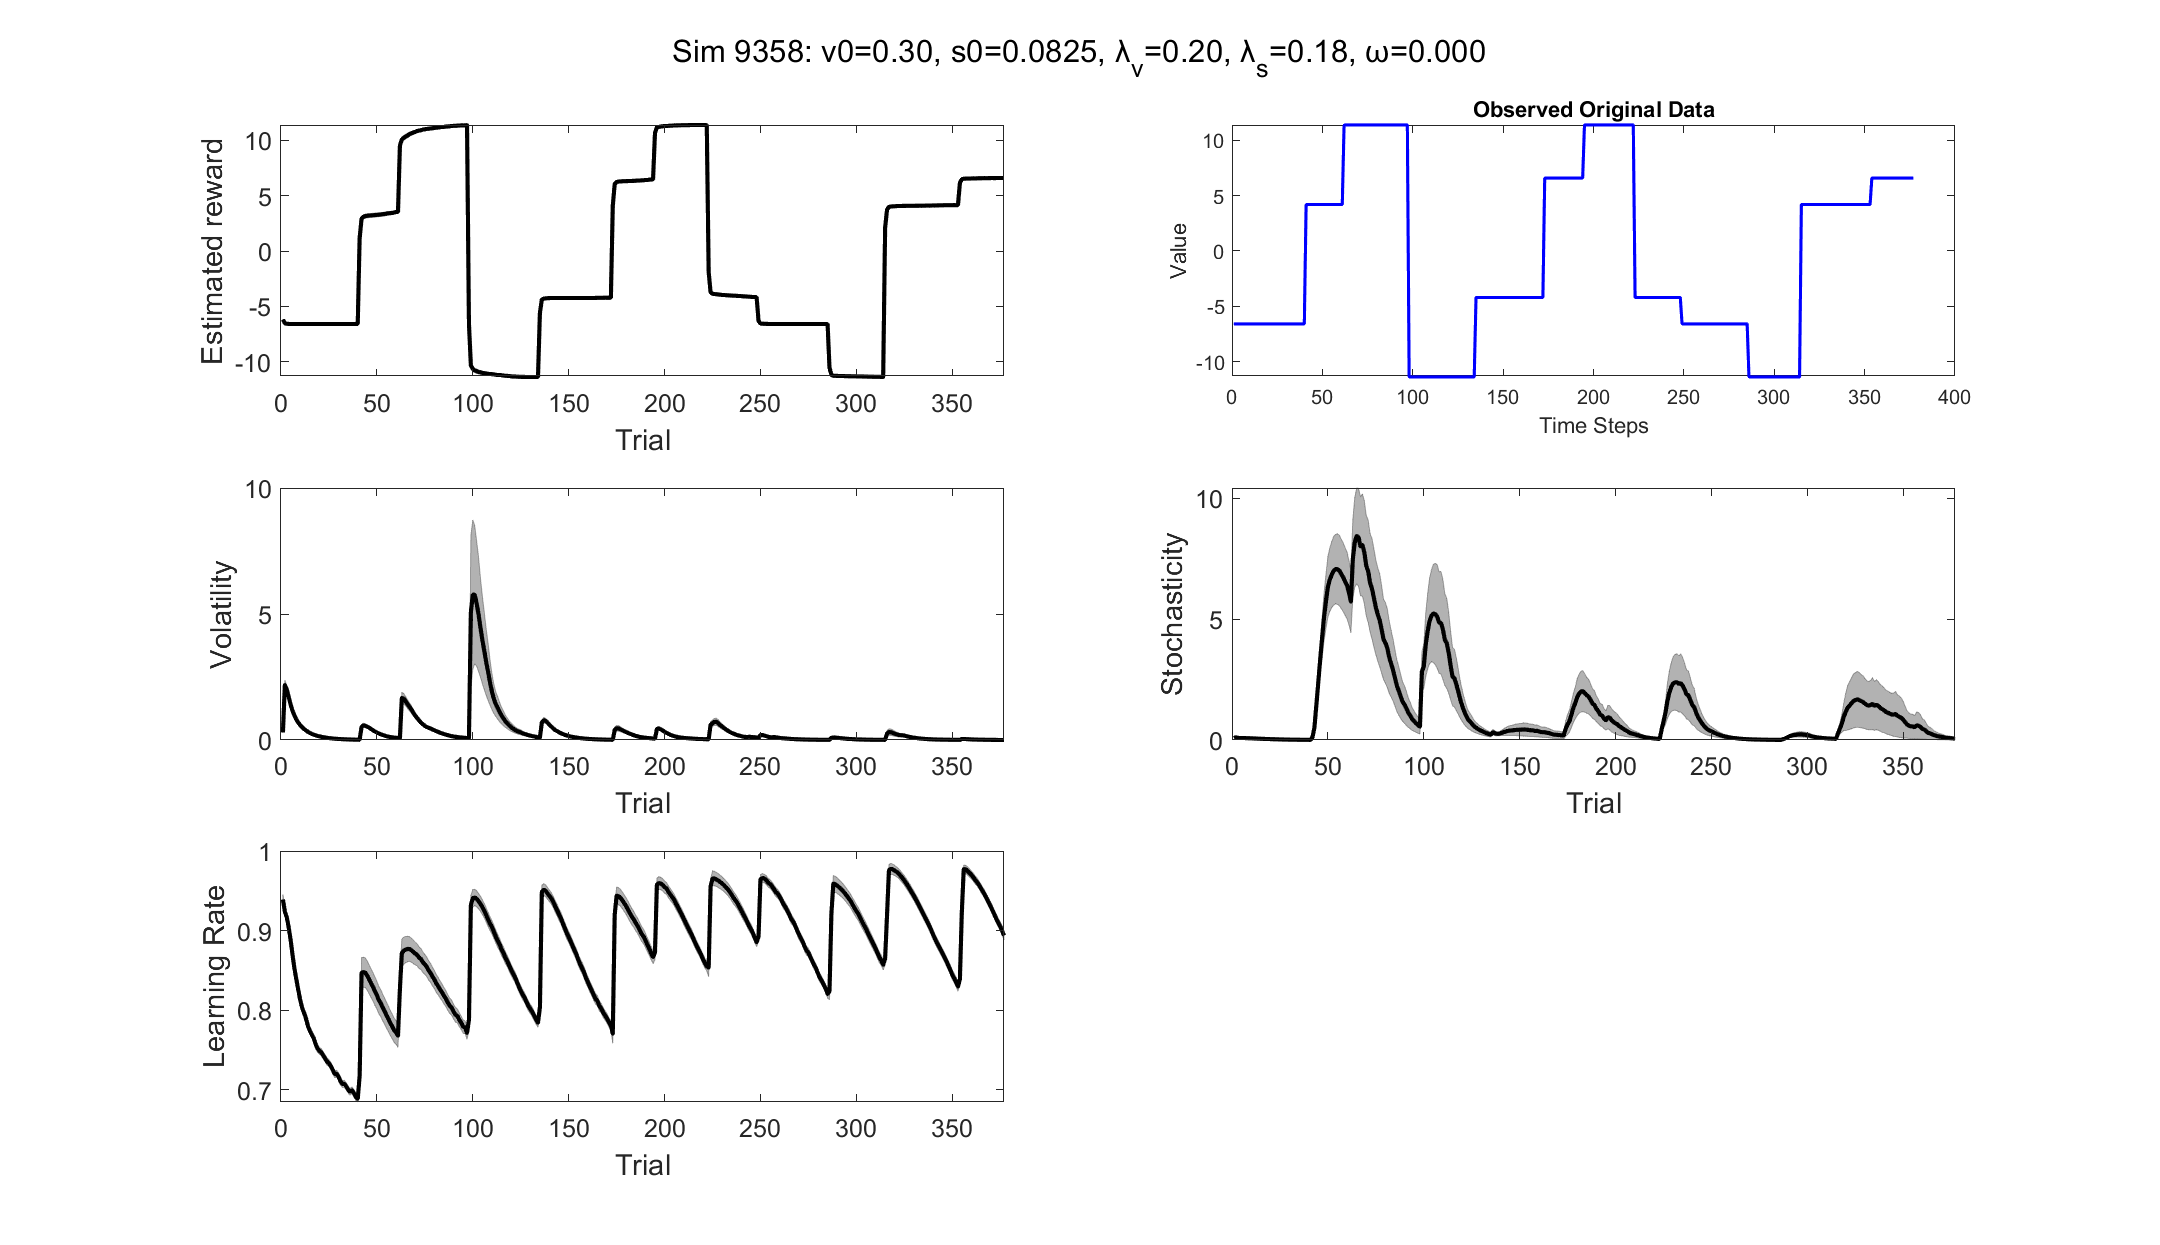 Sim 9358: v0=0.30, s0=0.0825, λv=0.20, λs=0.18, ω=0.000
Estimated reward
10
5
0
-5
-10
0 50 100 150 200 250 300 350
Trial
Observed Original Data
Value
10
5
0
-5
-10
0 50 100 150 200 250 300 350 400
Time Steps
Volatility
10
5
0
0 50 100 150 200 250 300 350
Trial
Stochasticity
10
5
0
0 50 100 150 200 250 300 350
Trial
Learning Rate
1
0.9
0.8
0.7
0 50 100 150 200 250 300 350
Trial